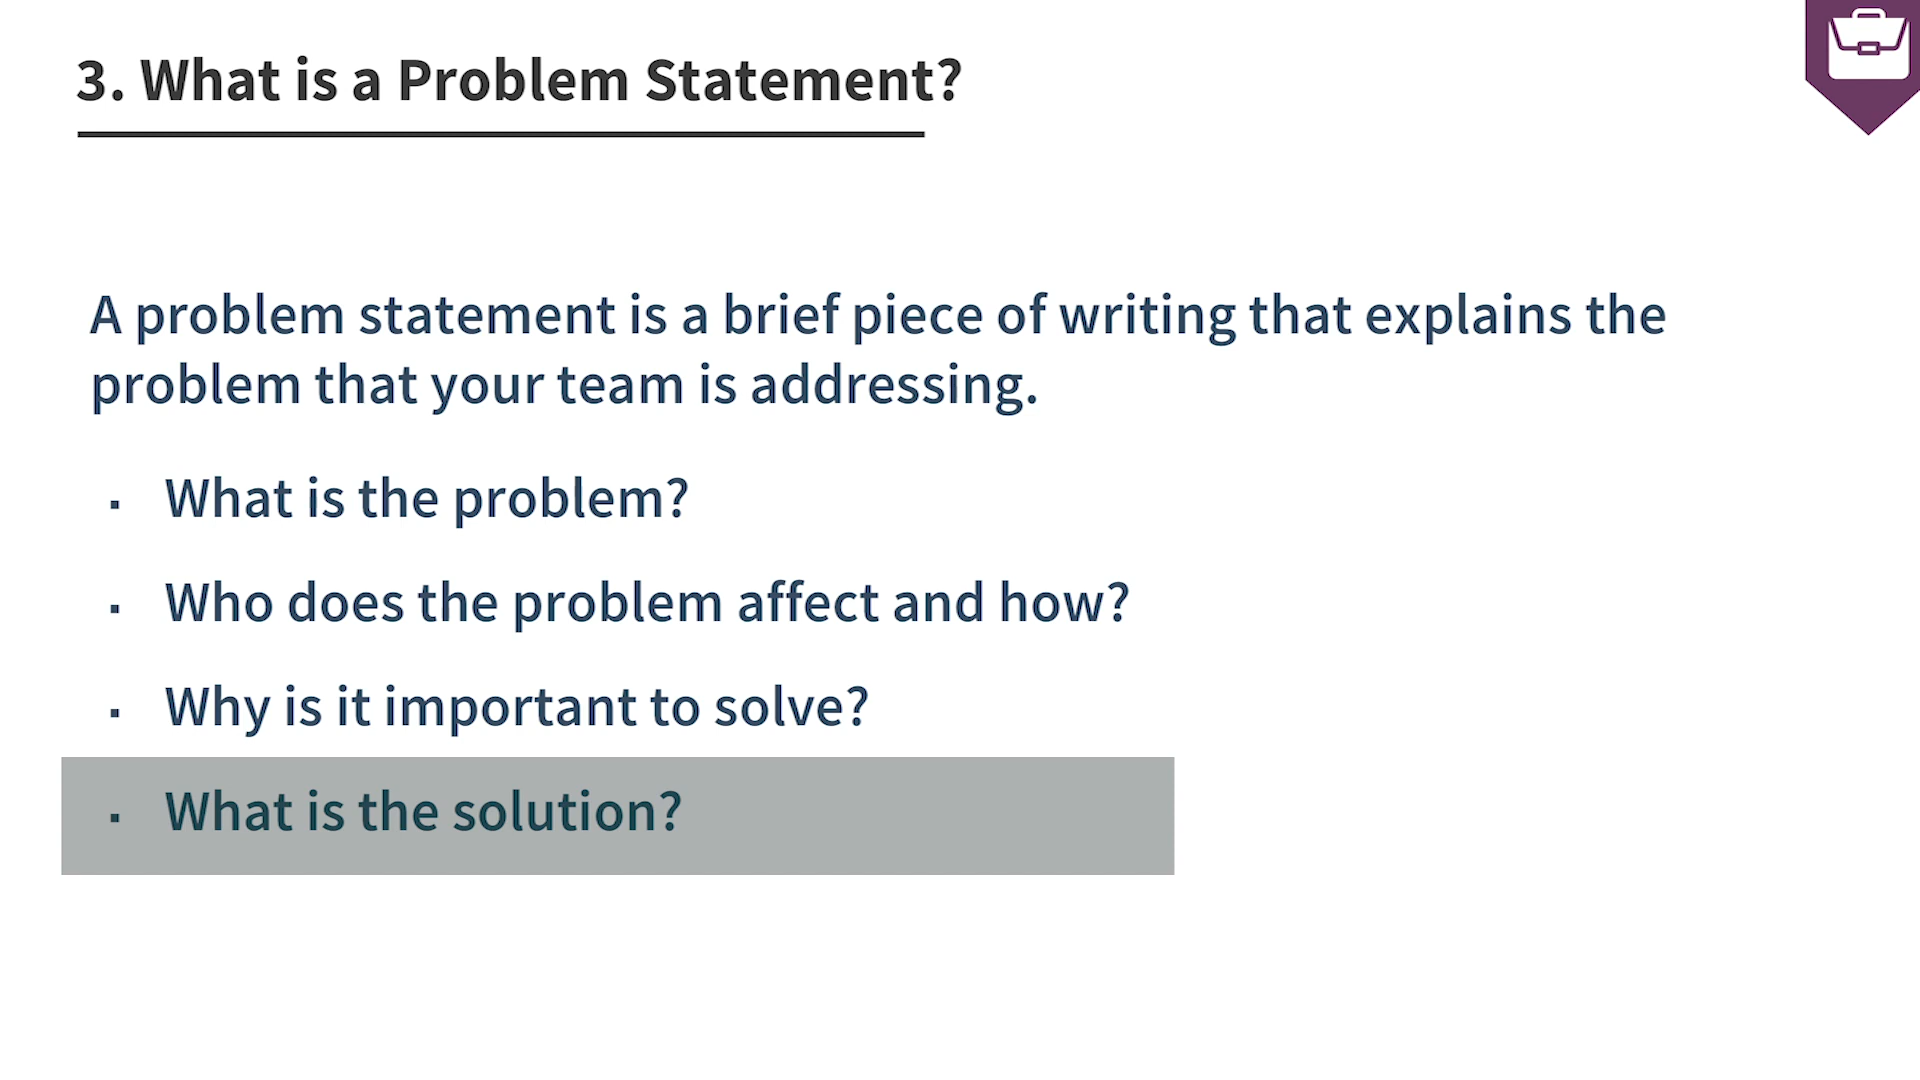 3. What is a Problem Statement?
A problem statement is a brief piece of writing that explains the
problem that your team is addressing.
▪ What is the problem?
▪ Who does the problem affect and how?
▪ Why is it important to solve?
▪ What is the solution?